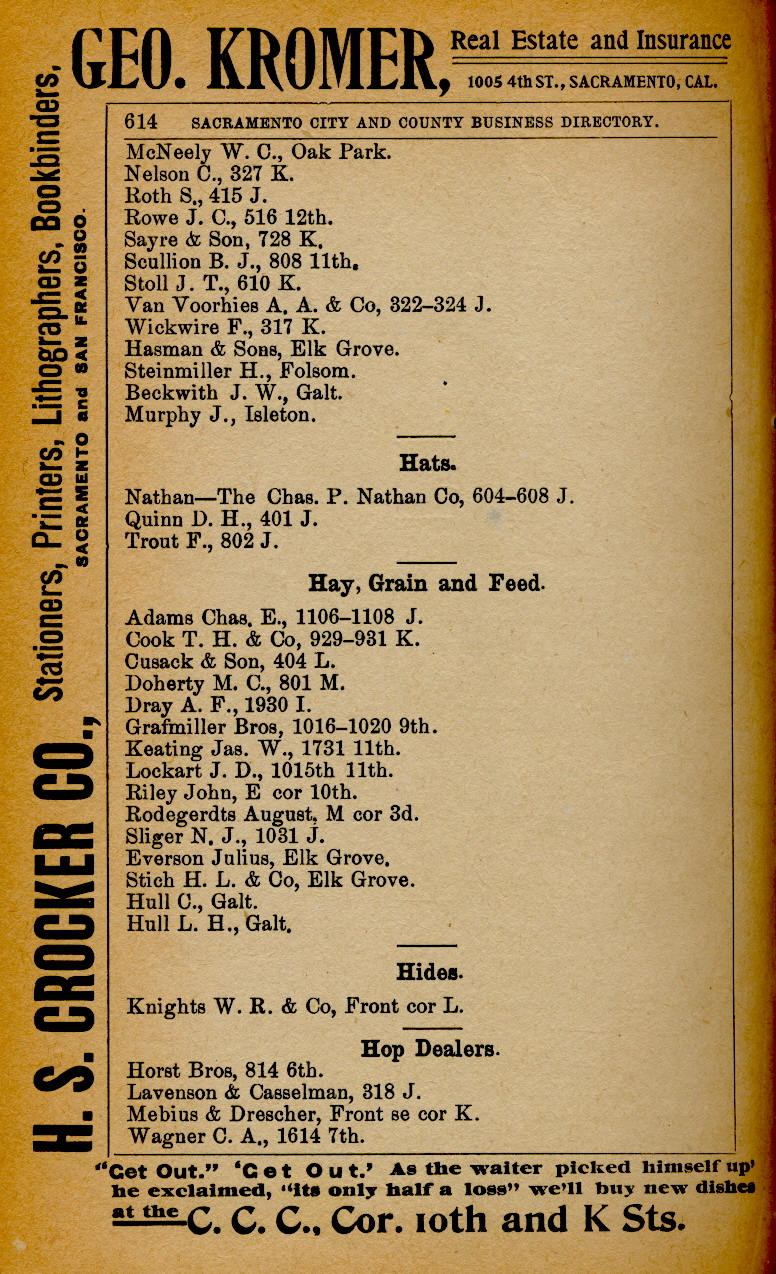 GEO. KROMER, Real Estate and Insurance
1005 4th ST., SACRAMENTO, CAL.
614 SACRAMENTO CITY AND COUNTY BUSINESS DIRECTORY.
McNeely W. C., Oak Park.
Nelson C., 327 K.
Roth S., 415 J.
Rowe J. C., 516 12th.
Sayre & Son, 728 K.
Scullion B. J., 808 11th.
Stoll J. T., 610 K.
Van Voorhies A. A. & Co, 322–324 J.
Wickwire F., 317 K.
Hasman & Sons, Elk Grove.
Steinmiller H., Folsom.
Beckwith J. W., Galt.
Murphy J., Isleton.
Hats.
Nathan—The Chas. P. Nathan Co, 604–608 J.
Quinn D. H., 401 J.
Trout F., 802 J.
Hay, Grain and Feed.
Adams Chas. E., 1106–1108 J.
Cook T. H. & Co, 929–931 K.
Cusack & Son, 404 L.
Doherty M. C., 801 M.
Dray A. F., 1930 I.
Grafmiller Bros, 1016–1020 9th.
Keating Jas. W., 1731 11th.
Lockart J. D., 1015th 11th.
Riley John, E cor 10th.
Rodegerdts August, M cor 3d.
Sliger N. J., 1031 J.
Everson Julius, Elk Grove.
Stich H. L. & Co, Elk Grove.
Hull C., Galt.
Hull L. H., Galt.
Hides.
Knights W. R. & Co, Front cor L.
Hop Dealers.
Horst Bros, 814 6th.
Lavenson & Casselman, 318 J.
Mebius & Drescher, Front se cor K.
Wagner C. A., 1614 7th.
"Get Out." 'Get Out.' As the waiter picked himself up'
he exclaimed, "its only half a loss" we'll buy new dishes
at the C. C. C., Cor. 10th and K Sts.
H. S. CROCKER CO., Stationers, Printers, Lithographers, Bookbinders,
SACRAMENTO and SAN FRANCISCO.